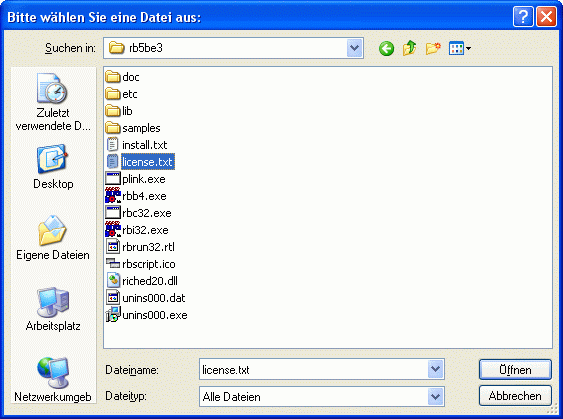 Bitte wählen Sie eine Datei aus:
Suchen in:
rb5be3
Zuletzt
verwendete D...
Desktop
Eigene Dateien
Arbeitsplatz
Netzwerkumgeb
doc
etc
lib
samples
install.txt
license.txt
plink.exe
rbb4.exe
rbc32.exe
rbi32.exe
rbrun32.rtl
rbscript.ico
riched20.dll
unins000.dat
unins000.exe
Dateiname:
license.txt
Öffnen
Dateityp:
Alle Dateien
Abbrechen